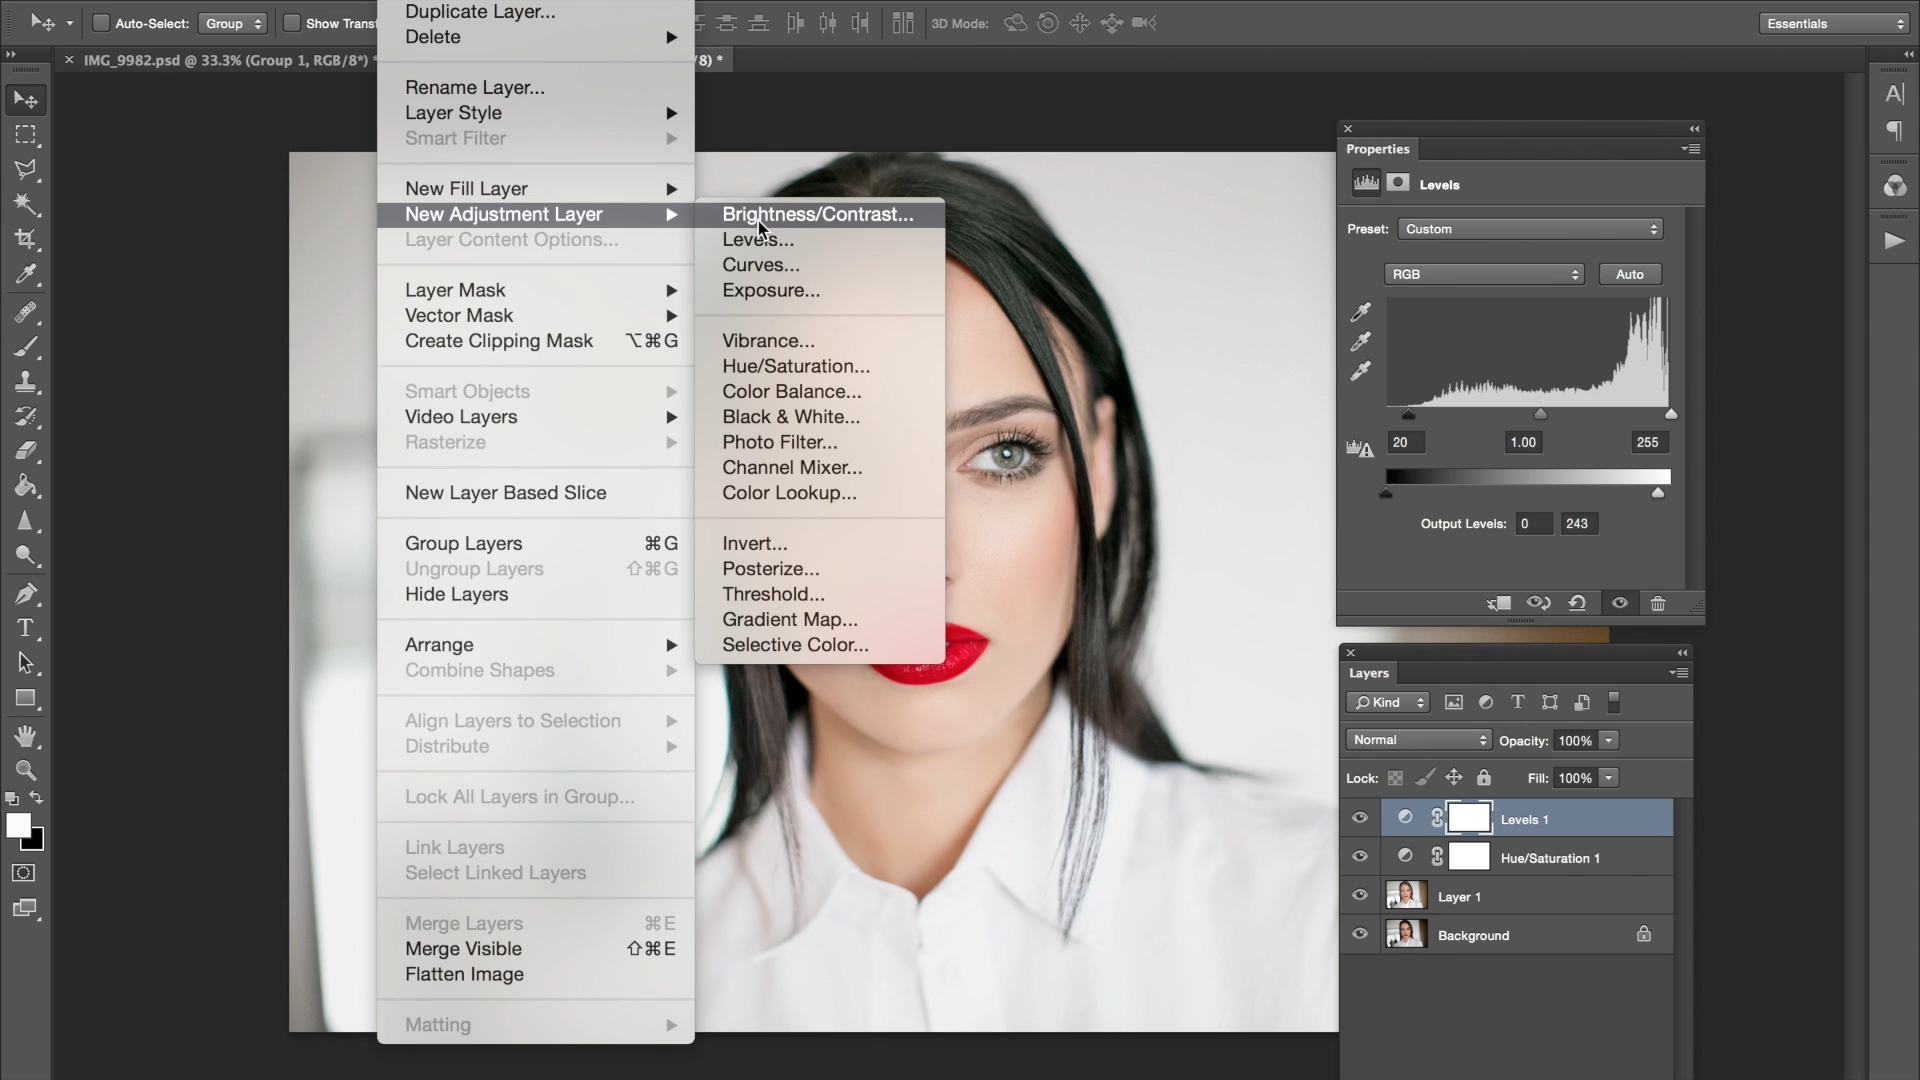 Auto-Select:
Group
Show Transf
3D Mode:
Essentials
IMG_9982.psd @ 33.3% (Group 1, RGB/8*) *
/8) *
Duplicate Layer...
Delete
Rename Layer...
Layer Style
Smart Filter
New Fill Layer
New Adjustment Layer
Layer Content Options...
Layer Mask
Vector Mask
Create Clipping Mask ⌥⌘G
Smart Objects
Video Layers
Rasterize
New Layer Based Slice
Group Layers ⌘G
Ungroup Layers ⇧⌘G
Hide Layers
Arrange
Combine Shapes
Align Layers to Selection
Distribute
Lock All Layers in Group...
Link Layers
Select Linked Layers
Merge Layers ⌘E
Merge Visible ⇧⌘E
Flatten Image
Matting
Brightness/Contrast...
Levels...
Curves...
Exposure...
Vibrance...
Hue/Saturation...
Color Balance...
Black & White...
Photo Filter...
Channel Mixer...
Color Lookup...
Invert...
Posterize...
Threshold...
Gradient Map...
Selective Color...
Properties
Levels
Preset: Custom
RGB
Auto
20 1.00 255
Output Levels: 0 243
Layers
Kind
Normal
Opacity: 100%
Lock:
Fill: 100%
Levels 1
Hue/Saturation 1
Layer 1
Background